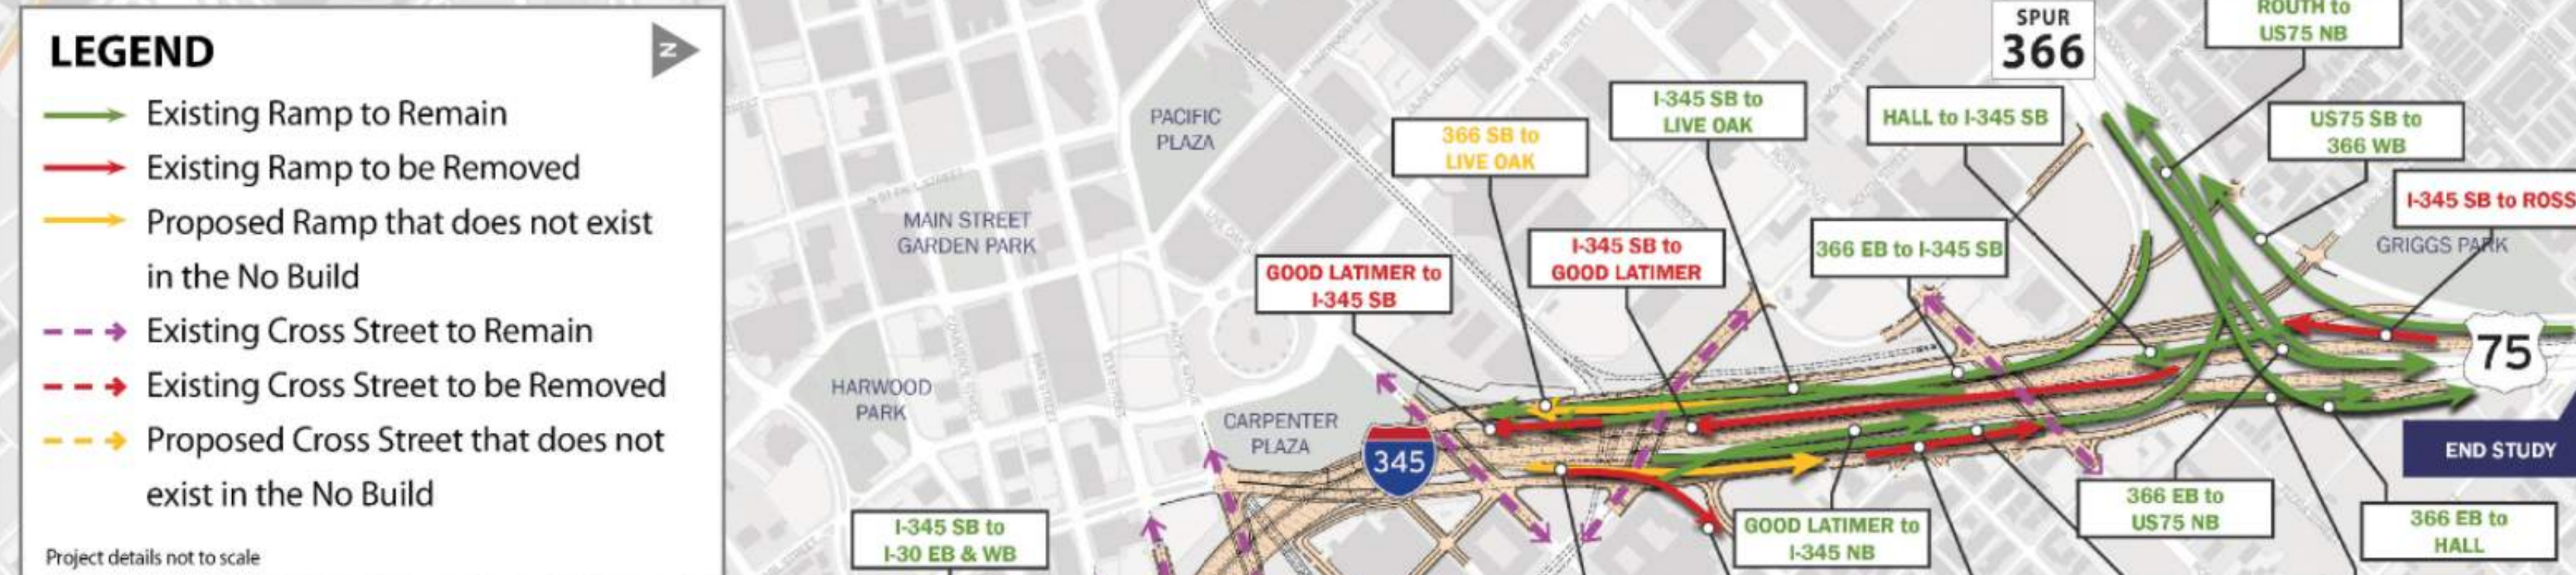 LEGEND
N
Existing Ramp to Remain
Existing Ramp to be Removed
Proposed Ramp that does not exist
in the No Build
Existing Cross Street to Remain
Existing Cross Street to be Removed
Proposed Cross Street that does not
exist in the No Build
Project details not to scale
PACIFIC
PLAZA
MAIN STREET
GARDEN PARK
HARWOOD
PARK
CARPENTER
PLAZA
GRIGGS PARK
SPUR
366
ROUTH to
US75 NB
I-345 SB to
LIVE OAK
HALL to I-345 SB
US75 SB to
366 WB
366 SB to
LIVE OAK
I-345 SB to ROSS
I-345 SB to
GOOD LATIMER
366 EB to I-345 SB
GOOD LATIMER to
I-345 SB
75
345
END STUDY
I-345 SB to
I-30 EB & WB
GOOD LATIMER to
I-345 NB
366 EB to
US75 NB
366 EB to
HALL